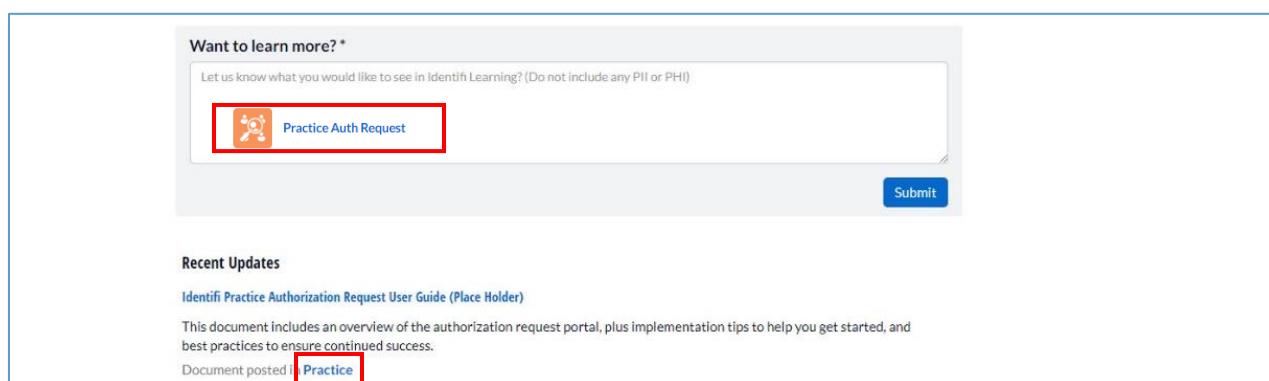 Want to learn more? *
Let us know what you would like to see in Identifi Learning? (Do not include any PII or PHI)
Practice Auth Request
Submit
Recent Updates
Identifi Practice Authorization Request User Guide (Place Holder)
This document includes an overview of the authorization request portal, plus implementation tips to help you get started, and
best practices to ensure continued success.
Document posted in Practice